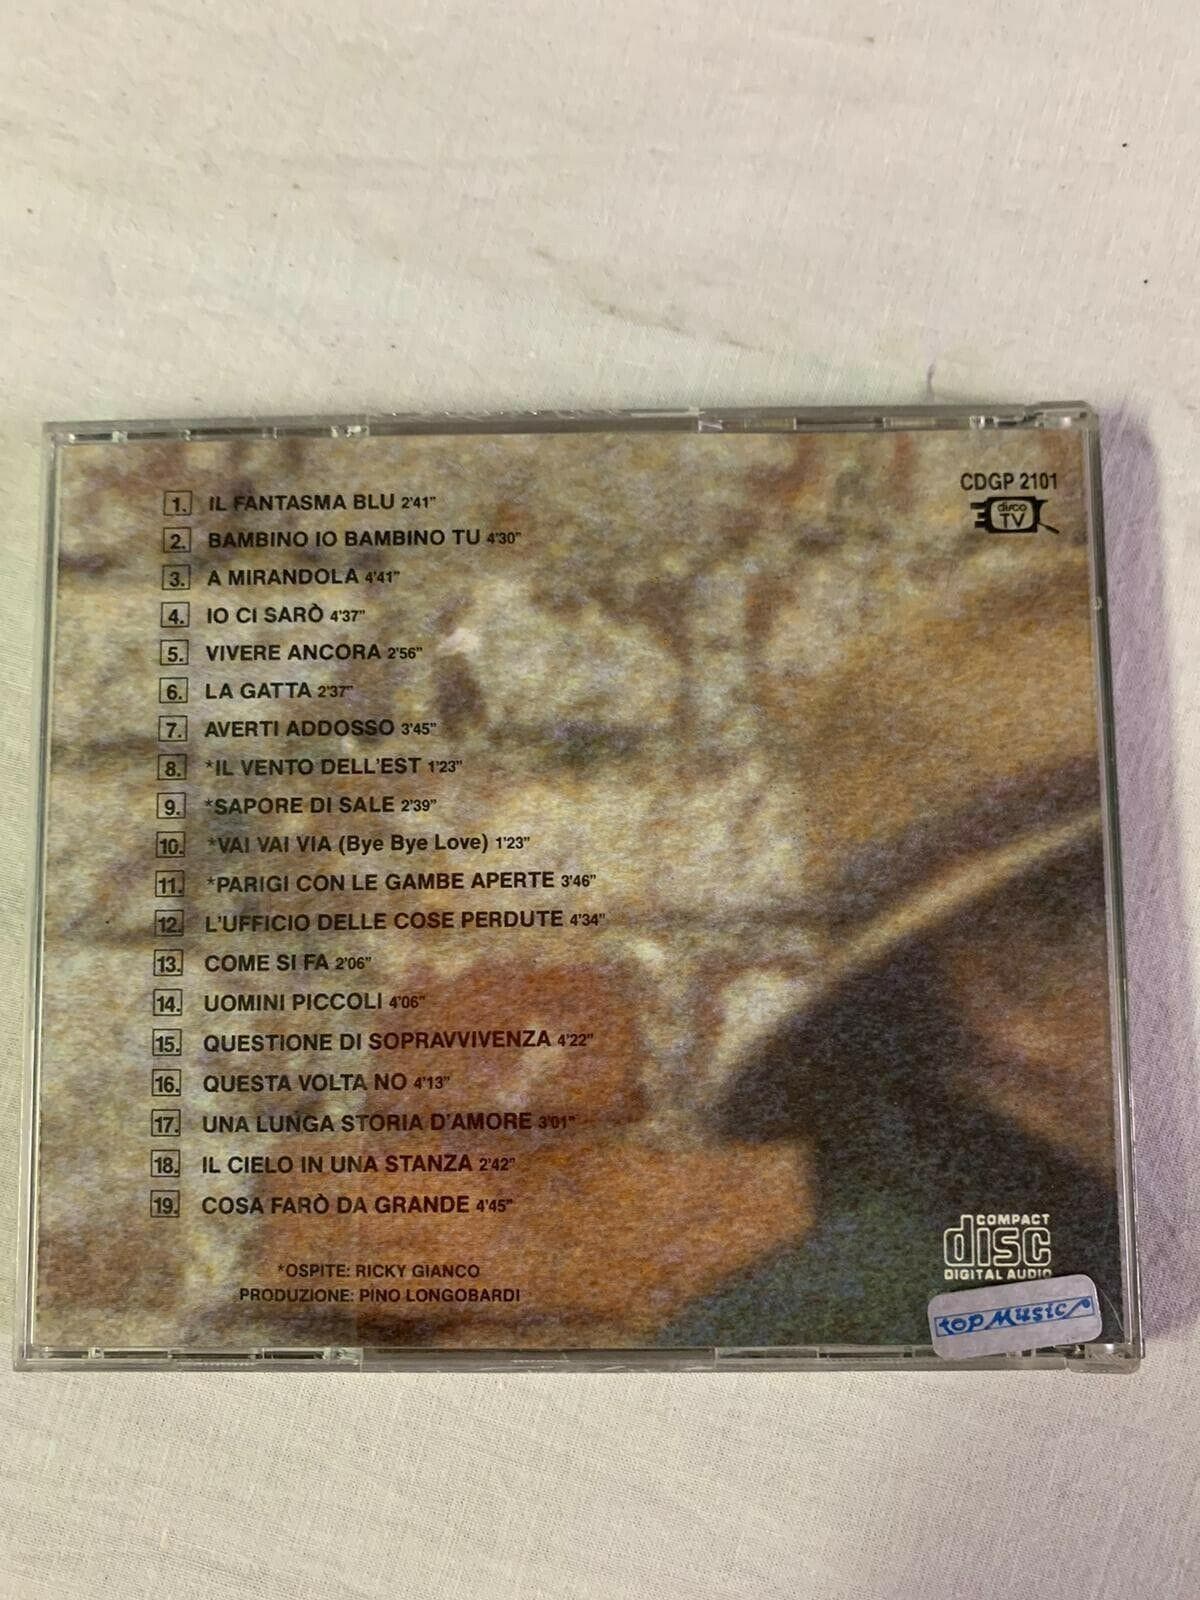 CDGP 2101
disco
TV
1. IL FANTASMA BLU 2'41"
2. BAMBINO IO BAMBINO TU 4'30"
3. A MIRANDOLA 4'41"
4. IO CI SARÒ 4'37"
5. VIVERE ANCORA 2'56"
6. LA GATTA 2'37"
7. AVERTI ADDOSSO 3'45"
8. *IL VENTO DELL'EST 1'23"
9. *SAPORE DI SALE 2'39"
10. *VAI VAI VIA (Bye Bye Love) 1'23"
11. *PARIGI CON LE GAMBE APERTE 3'46"
12. L'UFFICIO DELLE COSE PERDUTE 4'34"
13. COME SI FA 2'06"
14. UOMINI PICCOLI 4'06"
15. QUESTIONE DI SOPRAVVIVENZA 4'22"
16. QUESTA VOLTA NO 4'13"
17. UNA LUNGA STORIA D'AMORE 3'01"
18. IL CIELO IN UNA STANZA 2'42"
19. COSA FARÒ DA GRANDE 4'45"
*OSPITE: RICKY GIANCO
PRODUZIONE: PINO LONGOBARDI
COMPACT
disc
DIGITAL AUDIO
top Music